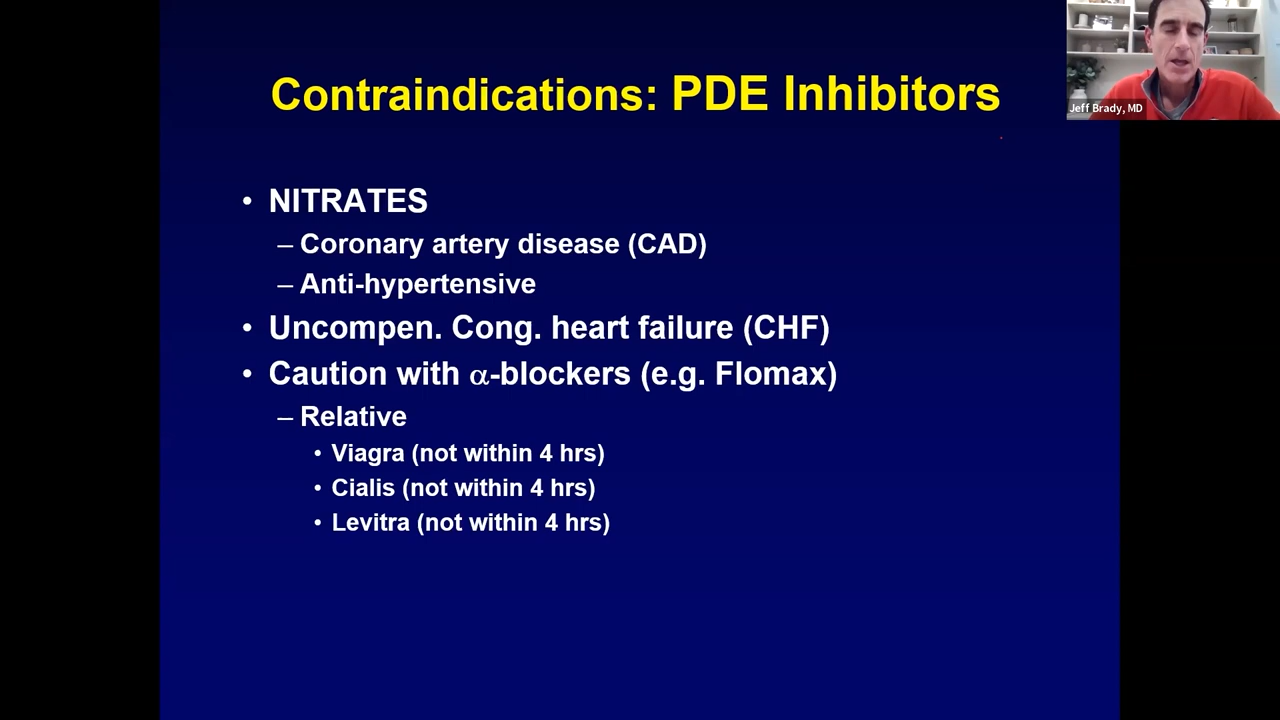 Contraindications: PDE Inhibitors
Jeff Brady, MD
• NITRATES
– Coronary artery disease (CAD)
– Anti-hypertensive
• Uncompen. Cong. heart failure (CHF)
• Caution with α-blockers (e.g. Flomax)
– Relative
• Viagra (not within 4 hrs)
• Cialis (not within 4 hrs)
• Levitra (not within 4 hrs)